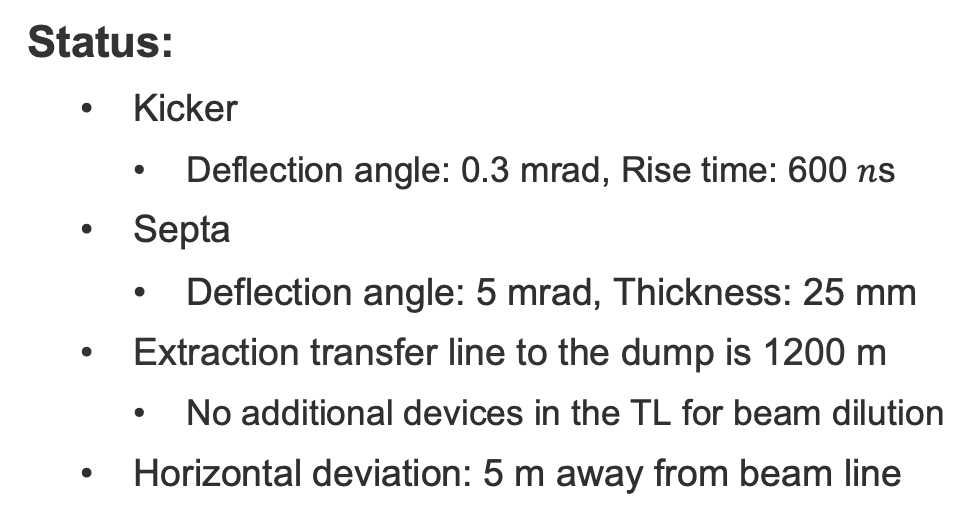 Status:
• Kicker
• Deflection angle: 0.3 mrad, Rise time: 600 𝑛s
• Septa
• Deflection angle: 5 mrad, Thickness: 25 mm
• Extraction transfer line to the dump is 1200 m
• No additional devices in the TL for beam dilution
• Horizontal deviation: 5 m away from beam line